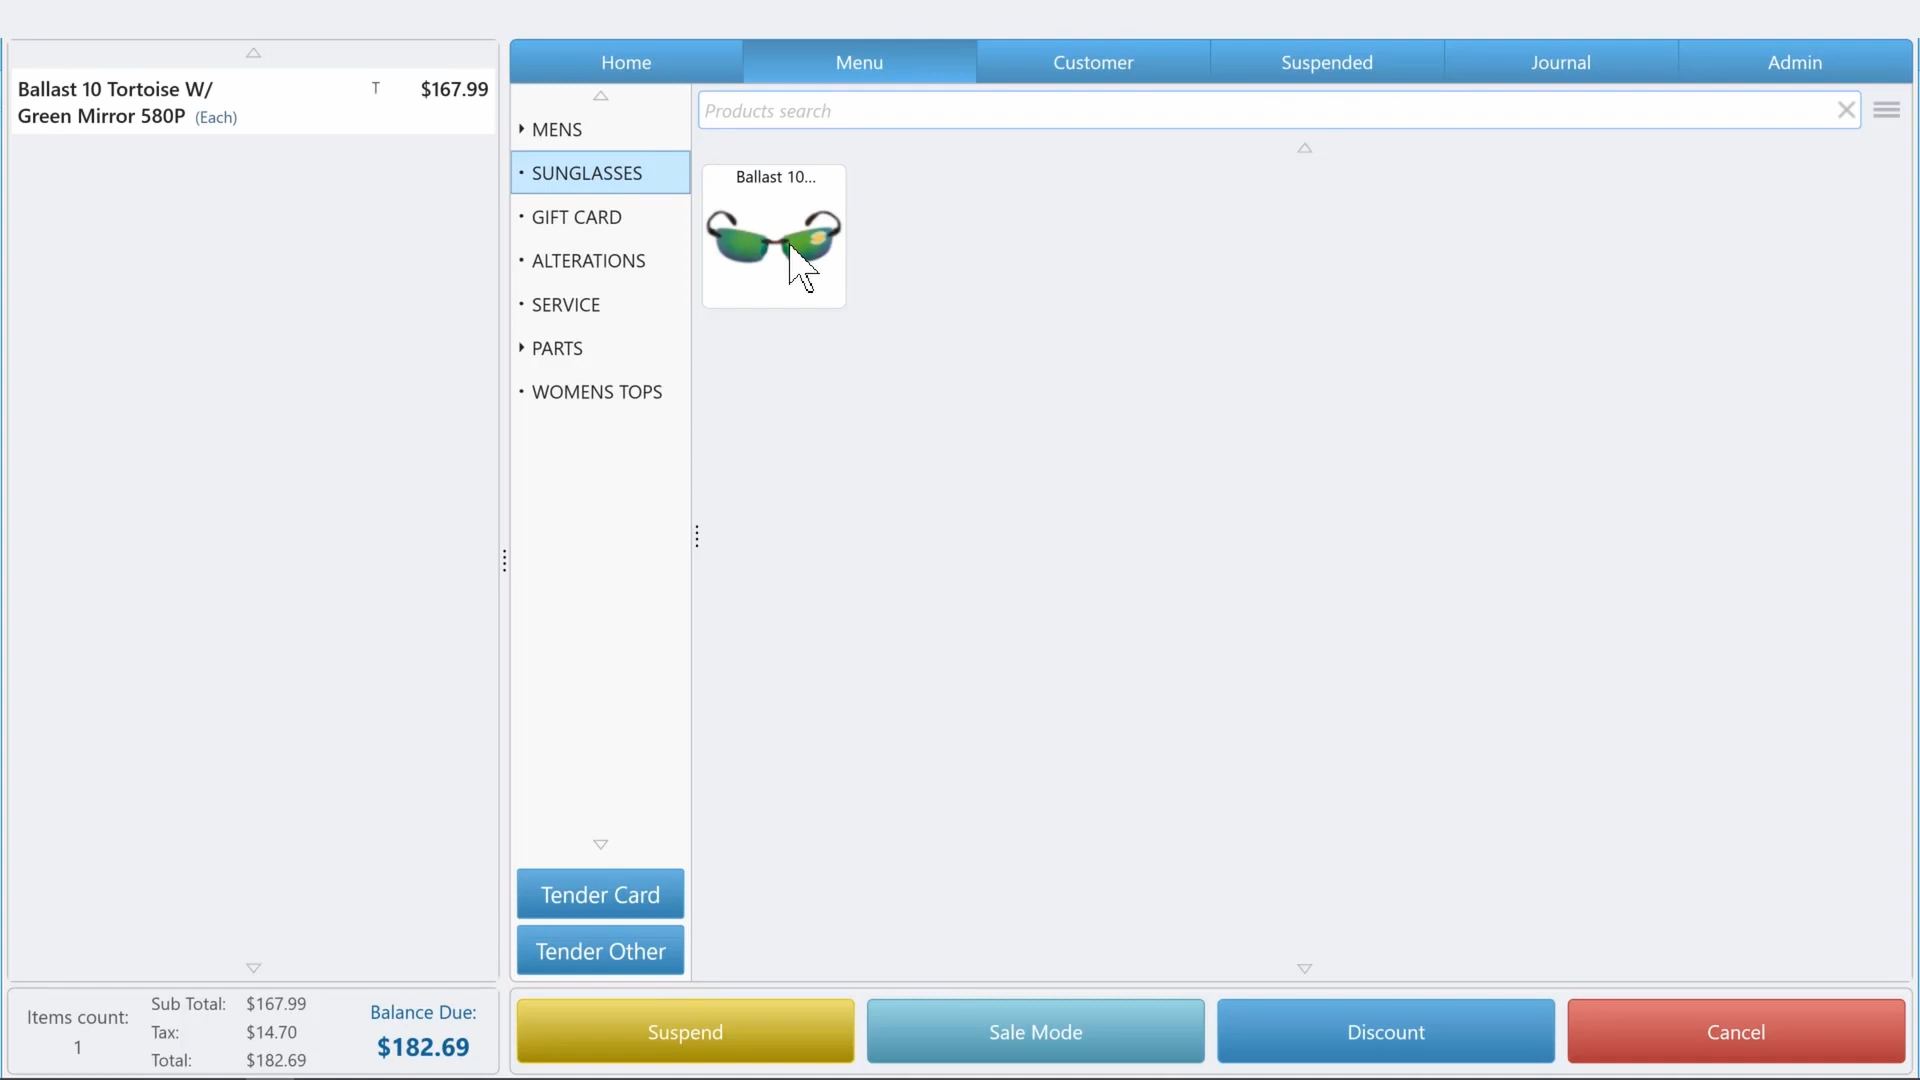 Ballast 10 Tortoise W/ T $167.99
Green Mirror 580P (Each)
Items count:
1
Sub Total: $167.99
Tax: $14.70
Total: $182.69
Balance Due:
$182.69
Home Menu Customer Suspended Journal Admin
MENS
SUNGLASSES
GIFT CARD
ALTERATIONS
SERVICE
PARTS
WOMENS TOPS
Tender Card
Tender Other
Products search
Ballast 10...
Suspend Sale Mode Discount Cancel